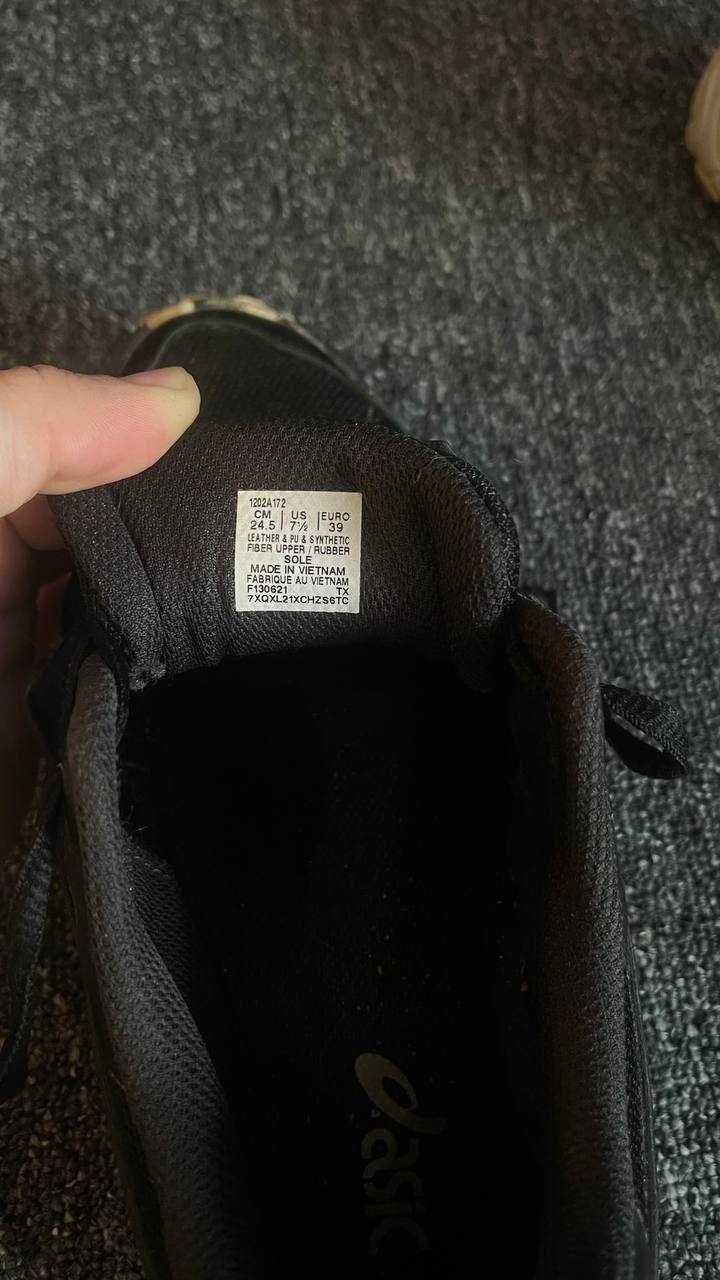 1202A172
CM | US | EURO
24.5 | 7½ | 39
LEATHER & PU & SYNTHETIC
FIBER UPPER / RUBBER
SOLE
MADE IN VIETNAM
FABRIQUE AU VIETNAM
F130621 TX
7XQXL21XCHZS6TC
asics